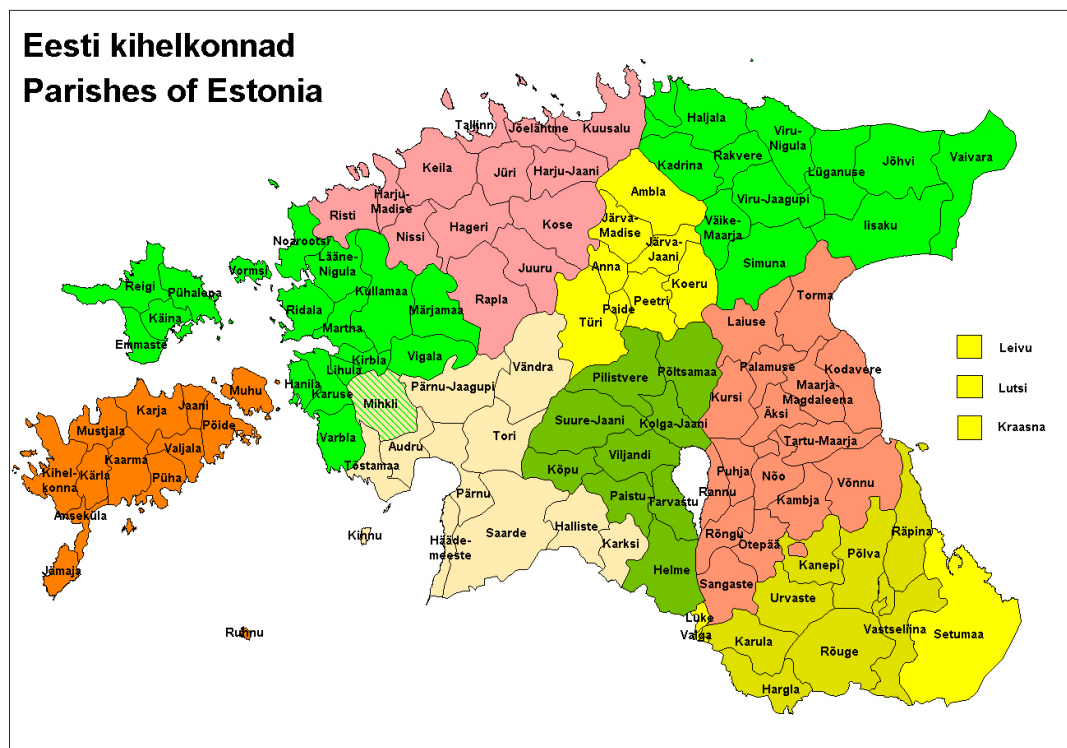 Eesti kihelkonnad
Parishes of Estonia
Tallinn
Jõelähtme
Kuusalu
Haljala
Viru-
Nigula
Keila
Jüri
Harju-Jaani
Kadrina
Rakvere
Lüganuse
Jõhvi
Vaivara
Risti
Harju-
Madise
Nissi
Hageri
Kose
Ambla
Järva-
Madise
Järva-
Jaani
Väike-
Maarja
Viru-Jaagupi
Iisaku
Simuna
Noarootsi
Lääne-
Nigula
Kullamaa
Juuru
Anna
Koeru
Peetri
Paide
Türi
Rapla
Vormsi
Reigi
Pühalepa
Käina
Emmaste
Ridala
Martna
Märjamaa
Kirbla
Vigala
Lihula
Hanila
Karuse
Mihkli
Varbla
Pärnu-Jaagupi
Vändra
Tori
Audru
Tõstamaa
Torma
Laiuse
Kodavere
Palamuse
Maarja-
Magdaleena
Kursi
Äksi
Tartu-Maarja
Pilistvere
Põltsamaa
Suure-Jaani
Kolga-Jaani
Viljandi
Kõpu
Paistu
Tarvastu
Helme
Muhu
Jaani
Karja
Mustjala
Pöide
Valjala
Kaarma
Kihel-
konna
Kärla
Püha
Anseküla
Jämaja
Ruhnu
Kihnu
Pärnu
Hääde-
meeste
Saarde
Halliste
Karksi
Puhja
Nõo
Rannu
Kambja
Võnnu
Rõngu
Otepää
Sangaste
Räpina
Põlva
Kanepi
Urvaste
Luke
Valga
Karula
Rõuge
Vastseliina
Setumaa
Hargla
Leivu
Lutsi
Kraasna